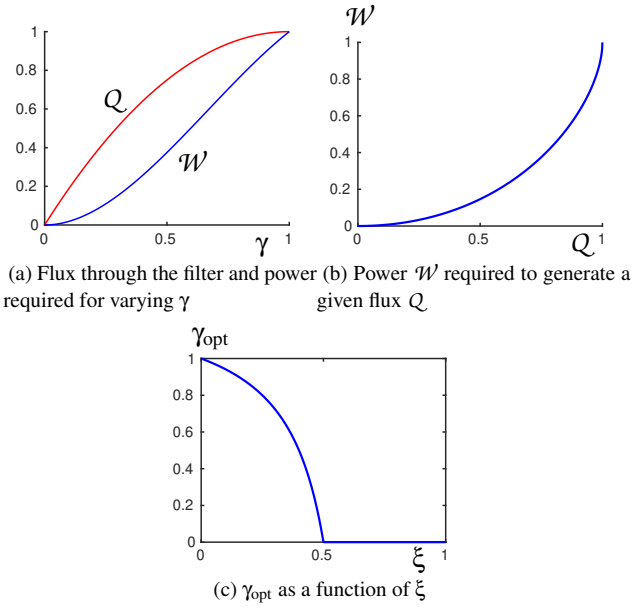 1
0.8
0.6
0.4
0.2
0
0
0.5
1
Q
W
γ
W
1
0.8
0.6
0.4
0.2
0
0
0.5
1
Q
(a) Flux through the filter and power (b) Power W required to generate a
required for varying γ given flux Q
γopt
1
0.8
0.6
0.4
0.2
0
0
0.5
1
ξ
(c) γopt as a function of ξ